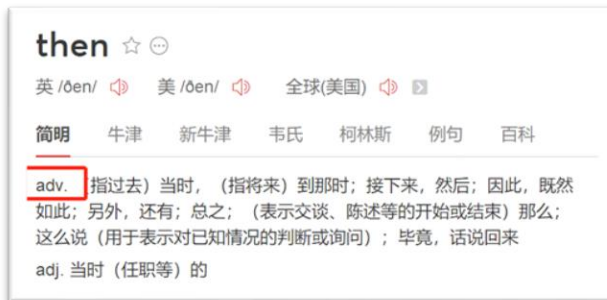 then
英 /ðen/ 美 /ðen/ 全球(美国)
简明 牛津 新牛津 韦氏 柯林斯 例句 百科
adv. （指过去）当时，（指将来）到那时；接下来，然后；因此，既然
如此；另外，还有；总之；（表示交谈、陈述等的开始或结束）那么；
这么说（用于表示对已知情况的判断或询问）；毕竟，话说回来
adj. 当时（任职等）的